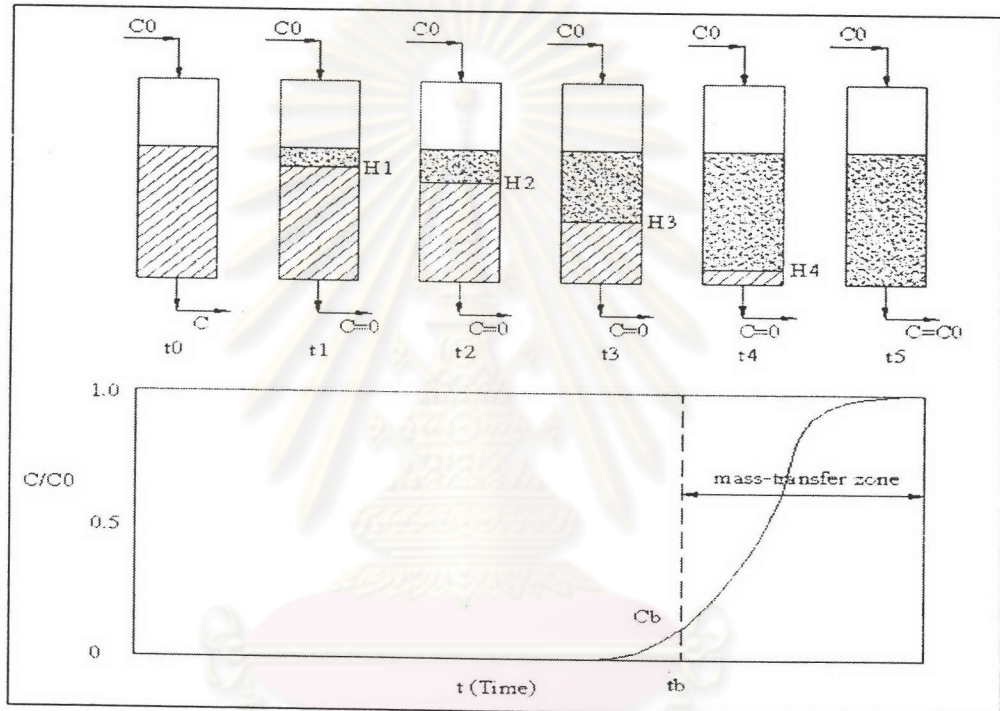 C0 C0 C0 C0 C0 C0
H1
H2
H3
H4
C C=0 C=0 C=0 C=0 C=C0
t0 t1 t2 t3 t4 t5
1.0
C/C0
mass-transfer zone
0.5
Cb
0
t (Time) tb